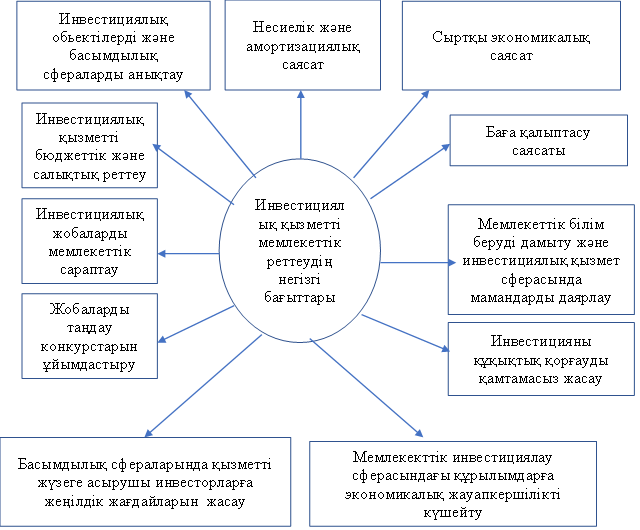 Инвестициялық
обьектілерді және
басымдылық
сфераларды анықтау
Несиелік және
амортизациялық
саясат
Сыртқы экономикалық
саясат
Инвестициялық
қызметті
бюджеттік және
салықтық реттеу
Баға қалыптасу
саясаты
Инвестициял
ық қызметті
мемлекеттік
реттеудің
негізгі
бағыттары
Инвестициялық
жобаларды
мемлекеттік
сараптау
Мемлекеттік білім
беруді дамыту және
инвестициялық қызмет
сферасында
мамандарды даярлау
Жобаларды
таңдау
конкурстарын
ұйымдастыру
Инвестицияны
құқықтық қорғауды
қамтамасыз жасау
Басымдылық сфераларында қызметті
жүзеге асырушы инвесторларға
жеңілдік жағдайларын жасау
Мемлекекттік инвестициялау
сферасындағы құрылымдарға
экономикалық жауапкершілікті
күшейту